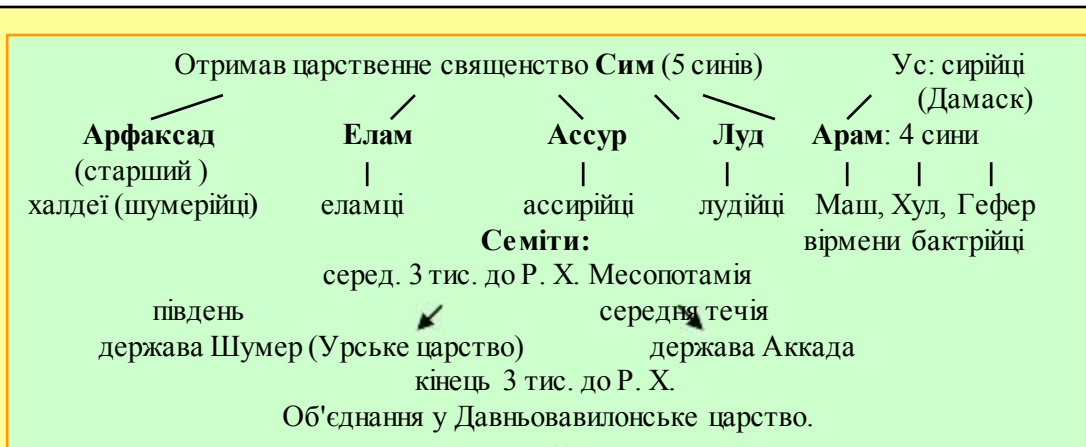 Отримав царственне священство Сим (5 синів) Ус: сирійці
(Дамаск)
Арфаксад Елам Ассур Луд Арам: 4 сини
(старший )
халдеї (шумерійці) еламці ассирійці лудійці Маш, Хул, Гефер
Семіти: вірмени бактрійці
серед. 3 тис. до Р. Х. Месопотамія
південь середня течія
держава Шумер (Урське царство) держава Аккада
кінець 3 тис. до Р. Х.
Об'єднання у Давньовавилонське царство.